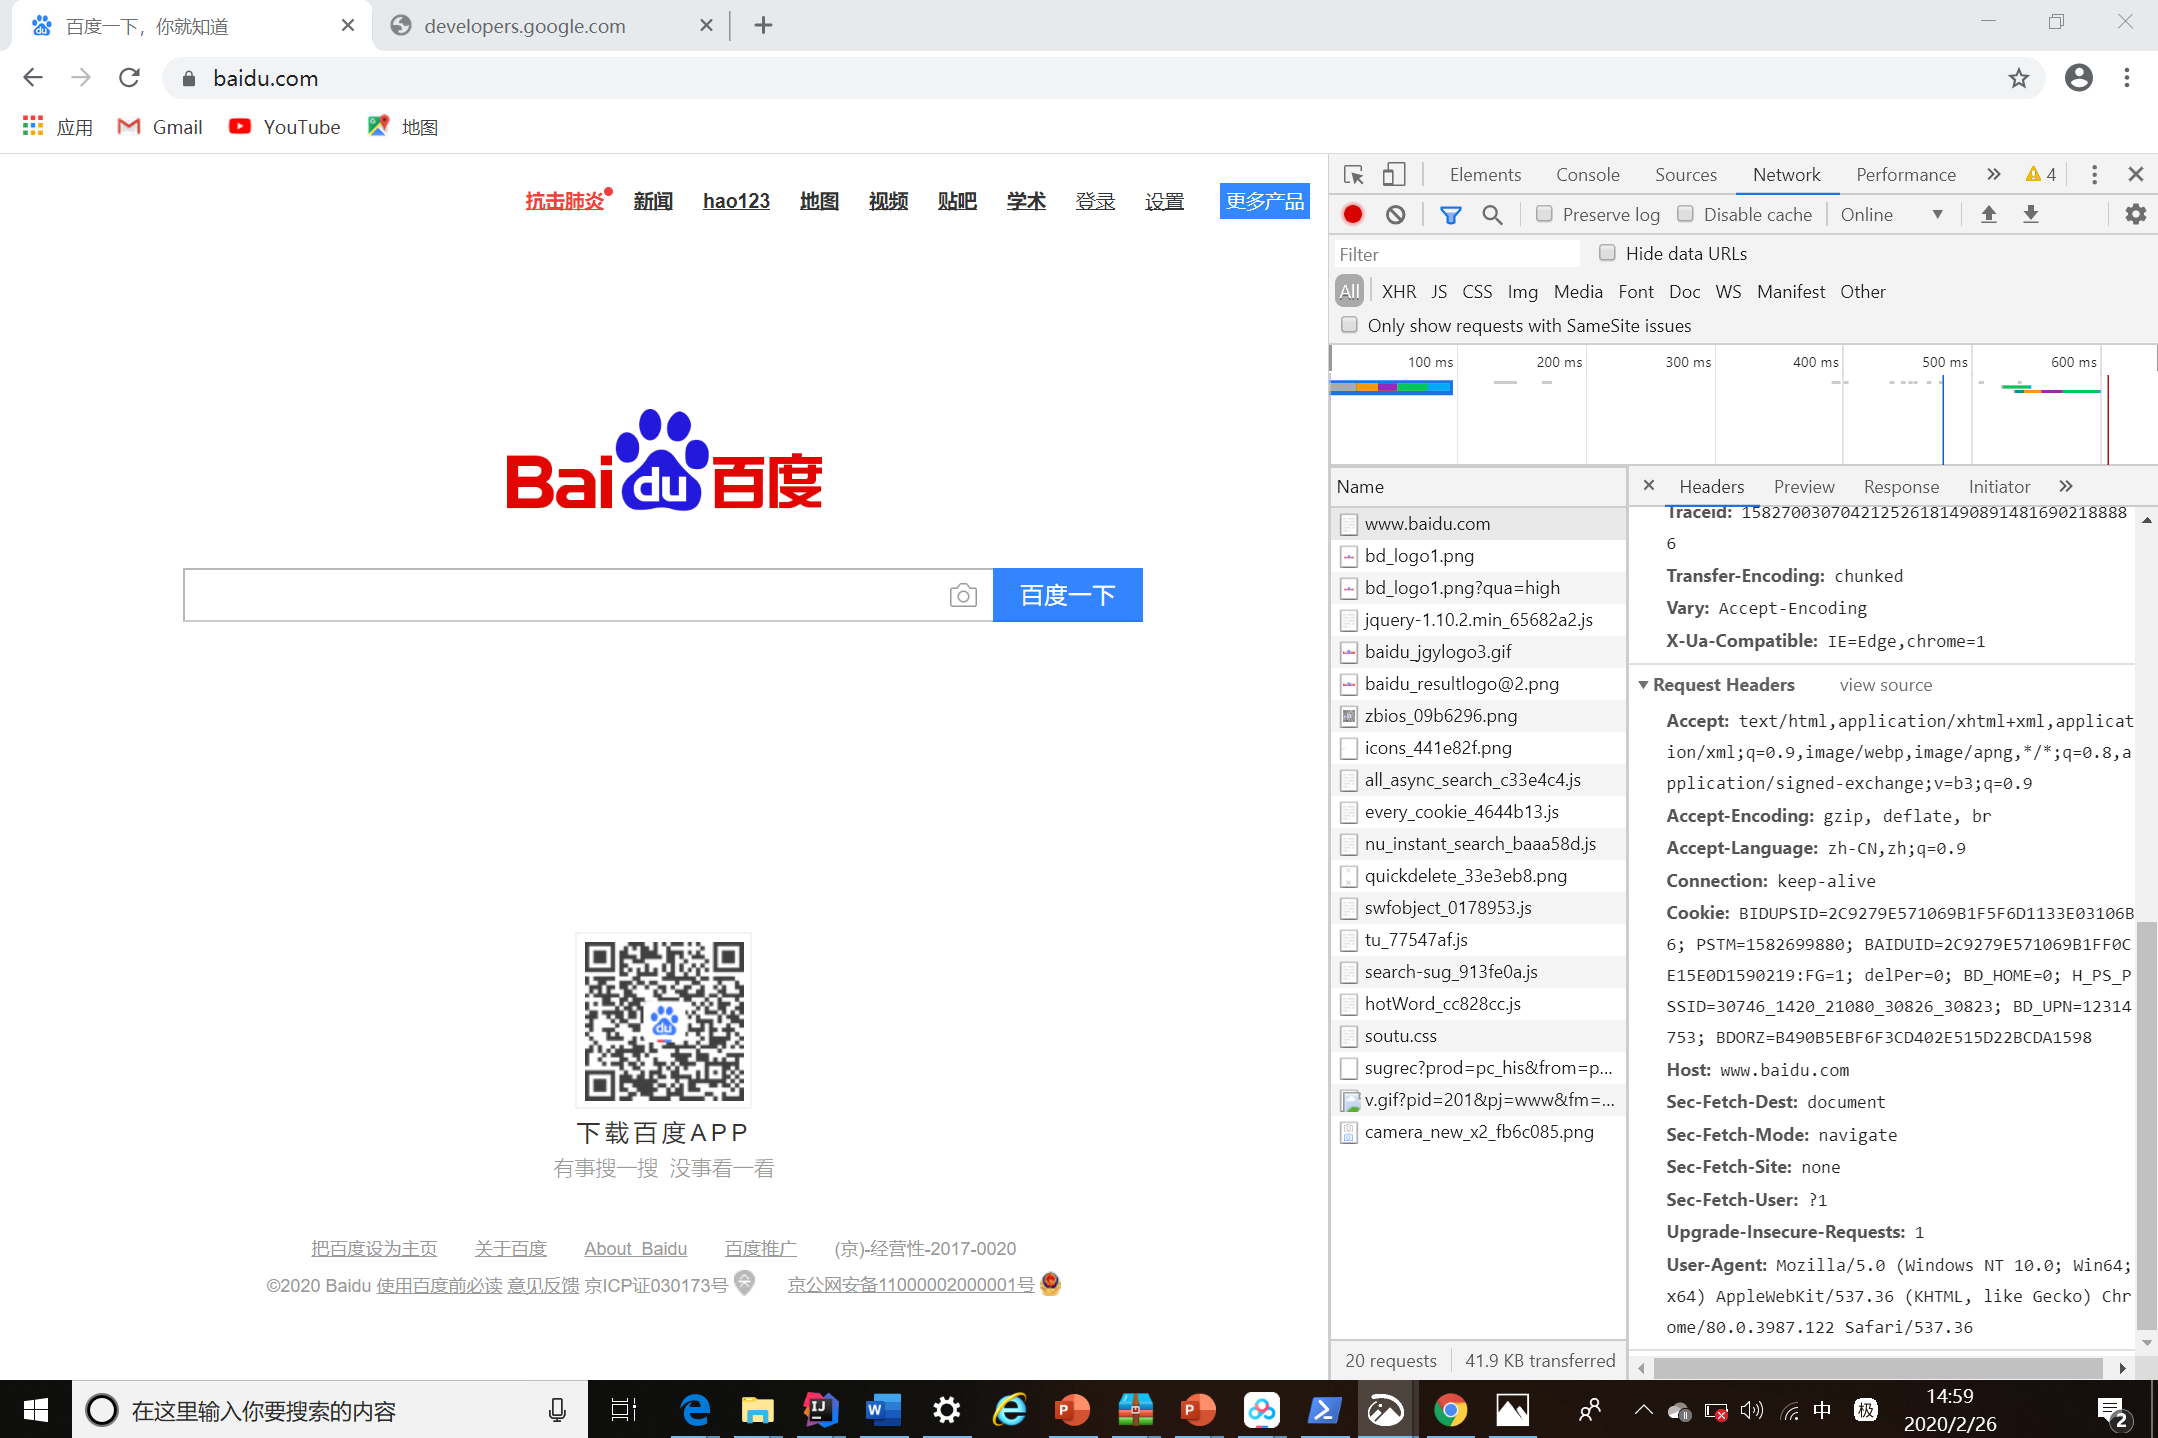 百度一下，你就知道
developers.google.com
baidu.com
应用 Gmail YouTube 地图
抗击肺炎 新闻 hao123 地图 视频 贴吧 学术 登录 设置 更多产品
Bai du 百度
百度一下
du
下载百度APP
有事搜一搜 没事看一看
把百度设为主页 关于百度 About Baidu 百度推广 (京)-经营性-2017-0020
©2020 Baidu 使用百度前必读 意见反馈 京ICP证030173号 京公网安备11000002000001号
Elements Console Sources Network Performance 4
Preserve log Disable cache Online
Filter Hide data URLs
All XHR JS CSS Img Media Font Doc WS Manifest Other
Only show requests with SameSite issues
100 ms 200 ms 300 ms 400 ms 500 ms 600 ms
Name
www.baidu.com
bd_logo1.png
bd_logo1.png?qua=high
jquery-1.10.2.min_65682a2.js
baidu_jgylogo3.gif
baidu_resultlogo@2.png
zbios_09b6296.png
icons_441e82f.png
all_async_search_c33e4c4.js
every_cookie_4644b13.js
nu_instant_search_baaa58d.js
quickdelete_33e3eb8.png
swfobject_0178953.js
tu_77547af.js
search-sug_913fe0a.js
hotWord_cc828cc.js
soutu.css
sugrec?prod=pc_his&from=p...
v.gif?pid=201&pj=www&fm=...
camera_new_x2_fb6c085.png
20 requests 41.9 KB transferred
Headers Preview Response Initiator
Traceid: 158270030704212526181490891481690218888
6
Transfer-Encoding: chunked
Vary: Accept-Encoding
X-Ua-Compatible: IE=Edge,chrome=1
Request Headers view source
Accept: text/html,application/xhtml+xml,applicat
ion/xml;q=0.9,image/webp,image/apng,*/*;q=0.8,a
pplication/signed-exchange;v=b3;q=0.9
Accept-Encoding: gzip, deflate, br
Accept-Language: zh-CN,zh;q=0.9
Connection: keep-alive
Cookie: BIDUPSID=2C9279E571069B1F5F6D1133E03106B
6; PSTM=1582699880; BAIDUID=2C9279E571069B1FF0C
E15E0D1590219:FG=1; delPer=0; BD_HOME=0; H_PS_P
SSID=30746_1420_21080_30826_30823; BD_UPN=12314
753; BDORZ=B490B5EBF6F3CD402E515D22BCDA1598
Host: www.baidu.com
Sec-Fetch-Dest: document
Sec-Fetch-Mode: navigate
Sec-Fetch-Site: none
Sec-Fetch-User: ?1
Upgrade-Insecure-Requests: 1
User-Agent: Mozilla/5.0 (Windows NT 10.0; Win64;
x64) AppleWebKit/537.36 (KHTML, like Gecko) Chr
ome/80.0.3987.122 Safari/537.36
在这里输入你要搜索的内容
中 极
14:59
2020/2/26
2